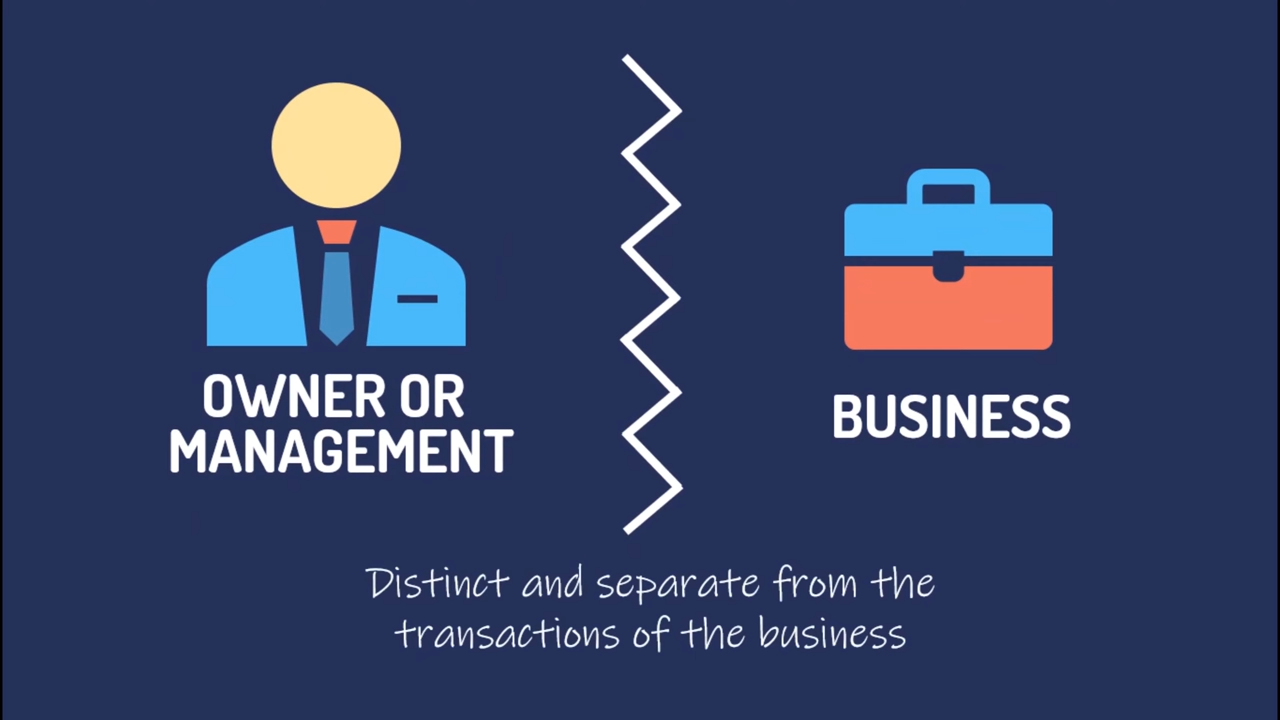 OWNER OR
MANAGEMENT
BUSINESS
Distinct and separate from the
transactions of the business